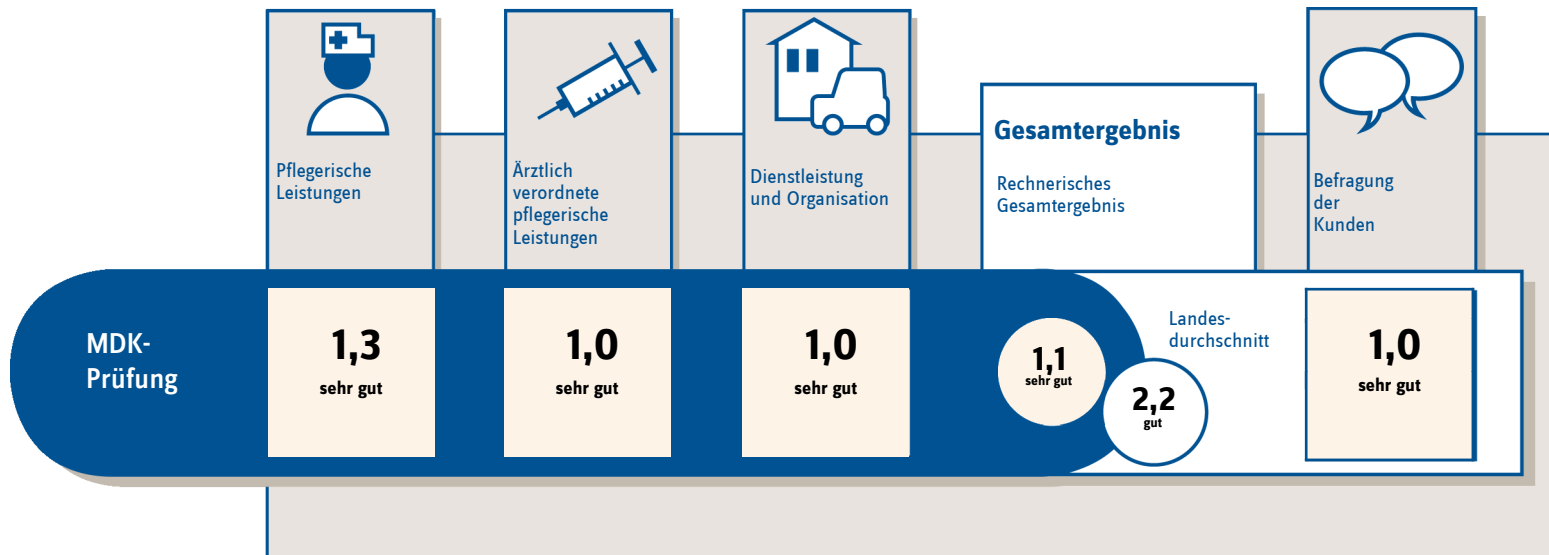 Pflegerische
Leistungen
Ärztlich
verordnete
pflegerische
Leistungen
Dienstleistung
und Organisation
Gesamtergebnis
Rechnerisches
Gesamtergebnis
Befragung
der
Kunden
MDK-
Prüfung
1,3
sehr gut
1,0
sehr gut
1,0
sehr gut
1,1
sehr gut
Landes-
durchschnitt
2,2
gut
1,0
sehr gut